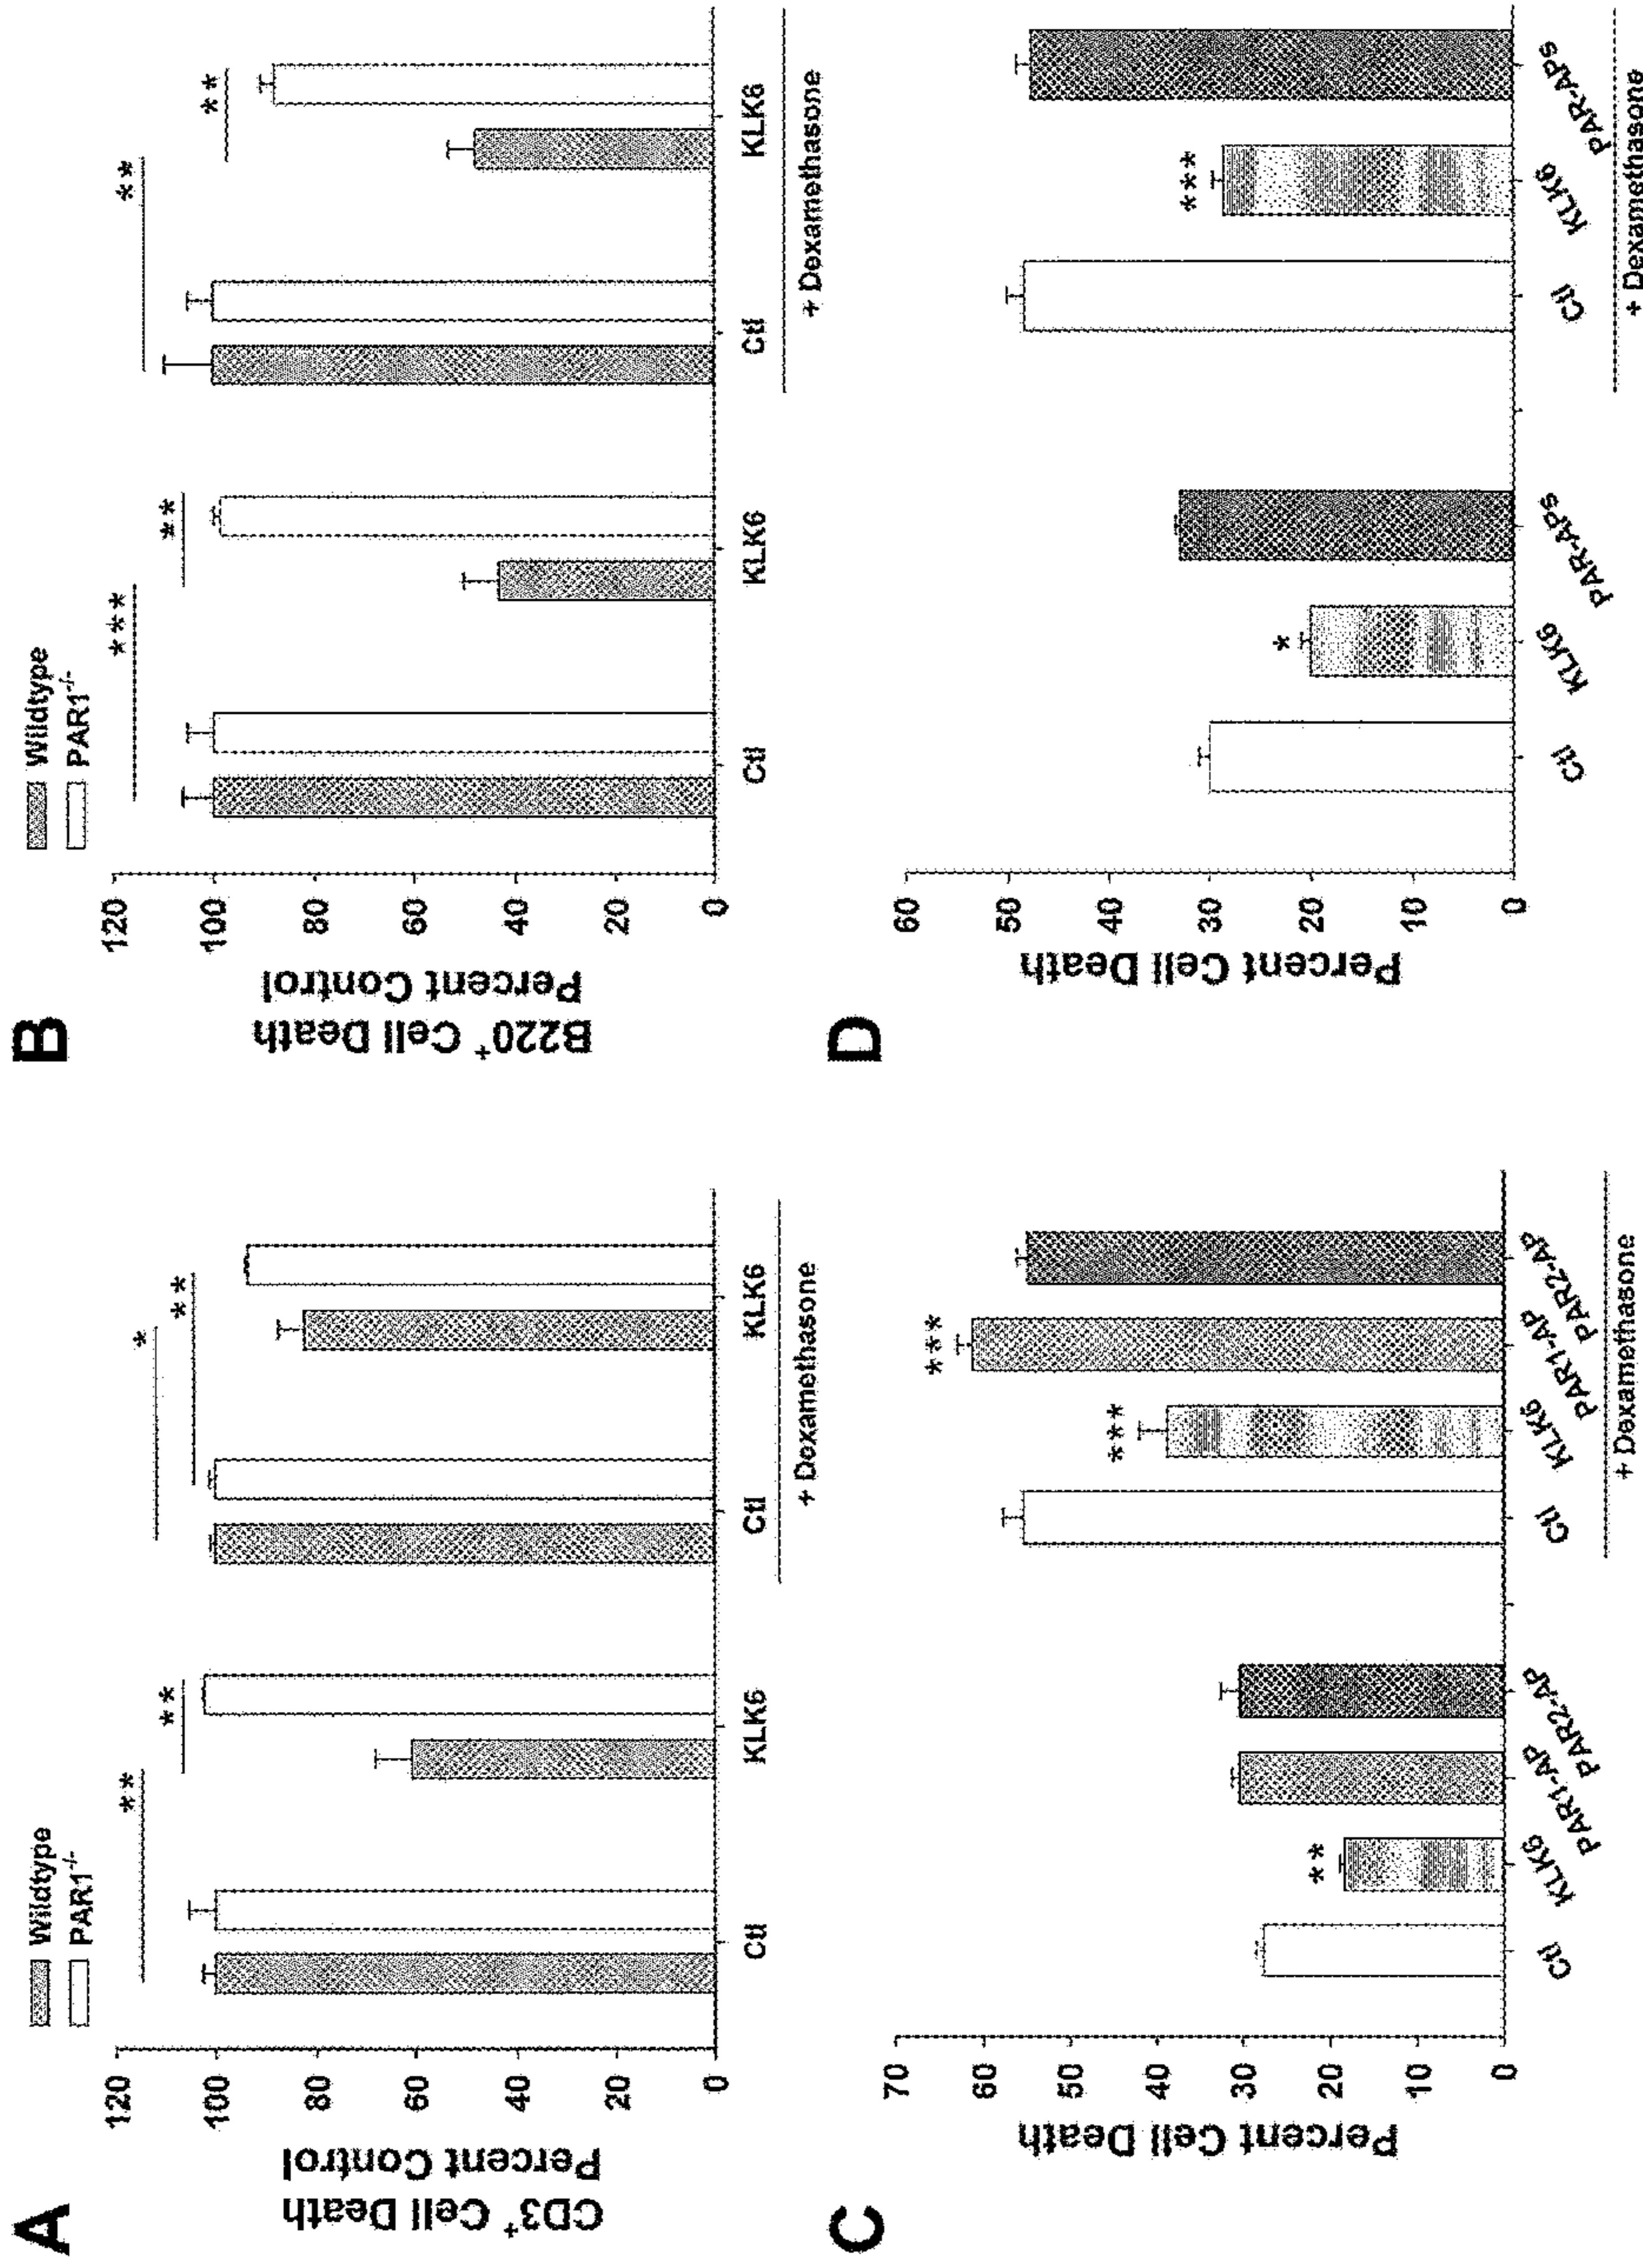 A
Wildtype
PAR1-/-
CD3+ Cell Death
Percent Control
120
100
80
60
40
20
0
**
**
*
**
Ctl
KLK6
Ctl
KLK6
+ Dexamethasone
B
Wildtype
PAR1-/-
B220+ Cell Death
Percent Control
120
100
80
60
40
20
0
***
**
**
**
Ctl
KLK6
Ctl
KLK6
+ Dexamethasone
C
Percent Cell Death
70
60
50
40
30
20
10
0
**
***
***
Ctl
KLK6
PAR1-AP
PAR2-AP
Ctl
KLK6
PAR1-AP
PAR2-AP
+ Dexamethasone
D
Percent Cell Death
60
50
40
30
20
10
0
*
***
Ctl
KLK6
PAR-APs
Ctl
KLK6
PAR-APs
+ Dexamethasone